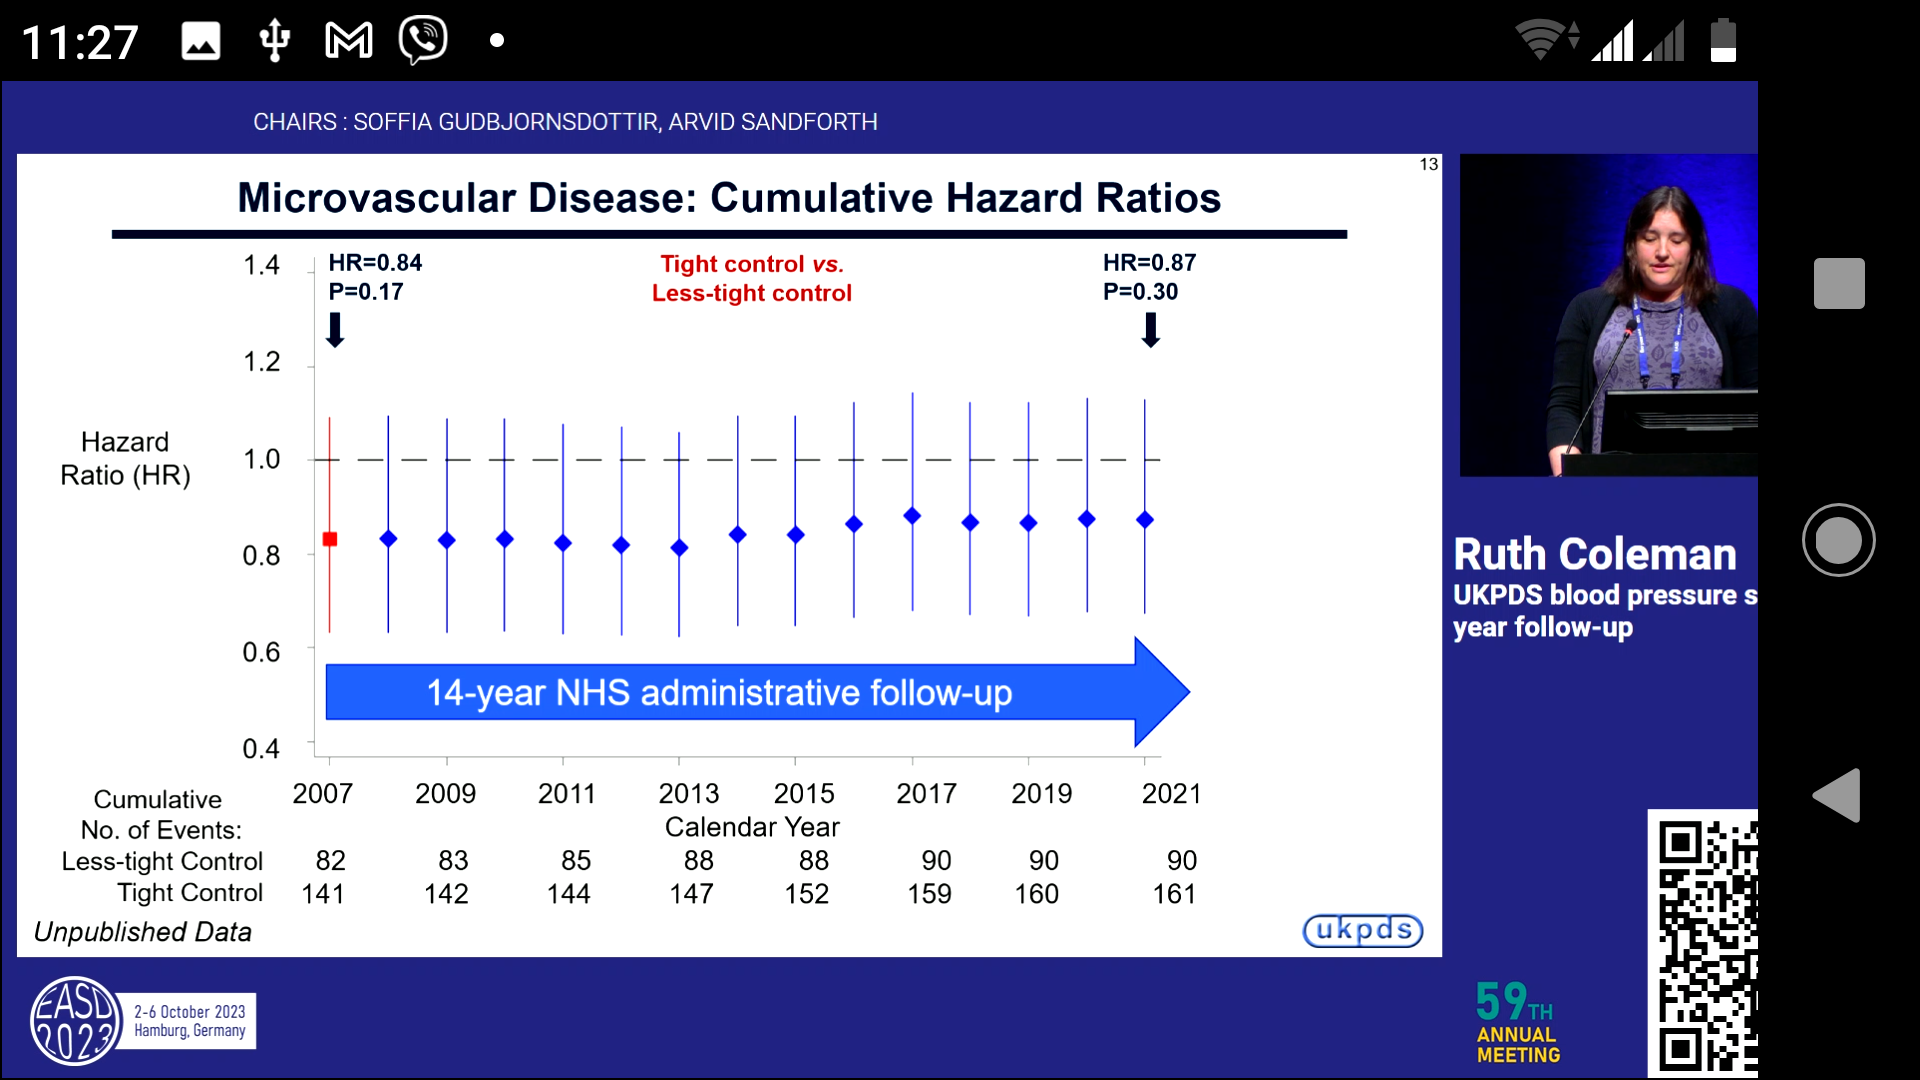 11:27
CHAIRS : SOFFIA GUDBJORNSDOTTIR, ARVID SANDFORTH
13
Microvascular Disease: Cumulative Hazard Ratios
1.4
HR=0.84
P=0.17
Tight control vs.
Less-tight control
HR=0.87
P=0.30
1.2
Hazard
Ratio (HR)
1.0
0.8
0.6
0.4
14-year NHS administrative follow-up
2007 2009 2011 2013 2015 2017 2019 2021
Calendar Year
Cumulative
No. of Events:
Less-tight Control 82 83 85 88 88 90 90 90
Tight Control 141 142 144 147 152 159 160 161
Unpublished Data
ukpds
Ruth Coleman
UKPDS blood pressure s
year follow-up
EASD
2023
2-6 October 2023
Hamburg, Germany
59TH
ANNUAL
MEETING